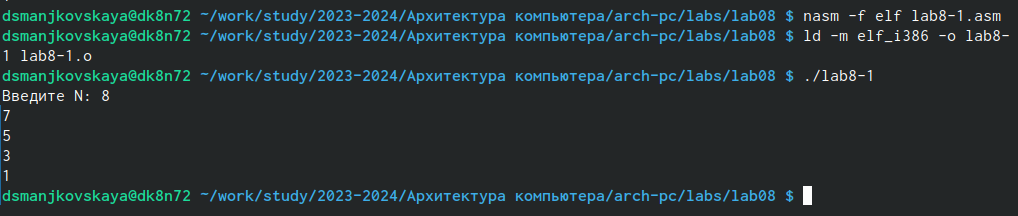 dsmanjkovskaya@dk8n72 ~/work/study/2023-2024/Архитектура компьютера/arch-pc/labs/lab08 $ nasm -f elf lab8-1.asm
dsmanjkovskaya@dk8n72 ~/work/study/2023-2024/Архитектура компьютера/arch-pc/labs/lab08 $ ld -m elf_i386 -o lab8-
1 lab8-1.o
dsmanjkovskaya@dk8n72 ~/work/study/2023-2024/Архитектура компьютера/arch-pc/labs/lab08 $ ./lab8-1
Введите N: 8
7
5
3
1
dsmanjkovskaya@dk8n72 ~/work/study/2023-2024/Архитектура компьютера/arch-pc/labs/lab08 $